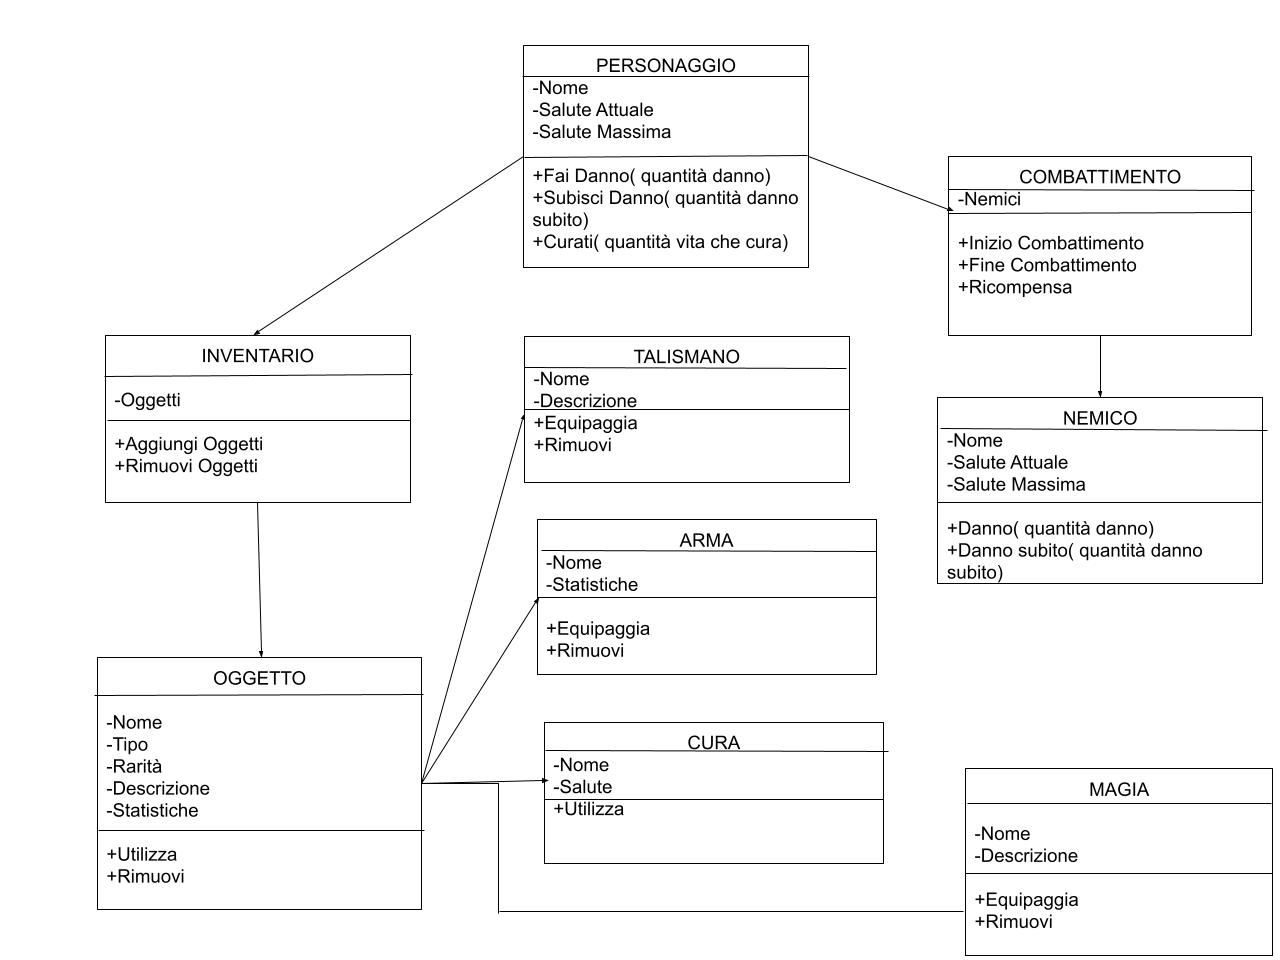 PERSONAGGIO
-Nome
-Salute Attuale
-Salute Massima
+Fai Danno( quantità danno)
+Subisci Danno( quantità danno
subito)
+Curati( quantità vita che cura)
COMBATTIMENTO
-Nemici
+Inizio Combattimento
+Fine Combattimento
+Ricompensa
INVENTARIO
-Oggetti
+Aggiungi Oggetti
+Rimuovi Oggetti
TALISMANO
-Nome
-Descrizione
+Equipaggia
+Rimuovi
NEMICO
-Nome
-Salute Attuale
-Salute Massima
+Danno( quantità danno)
+Danno subito( quantità danno
subito)
ARMA
-Nome
-Statistiche
+Equipaggia
+Rimuovi
OGGETTO
-Nome
-Tipo
-Rarità
-Descrizione
-Statistiche
+Utilizza
+Rimuovi
CURA
-Nome
-Salute
+Utilizza
MAGIA
-Nome
-Descrizione
+Equipaggia
+Rimuovi